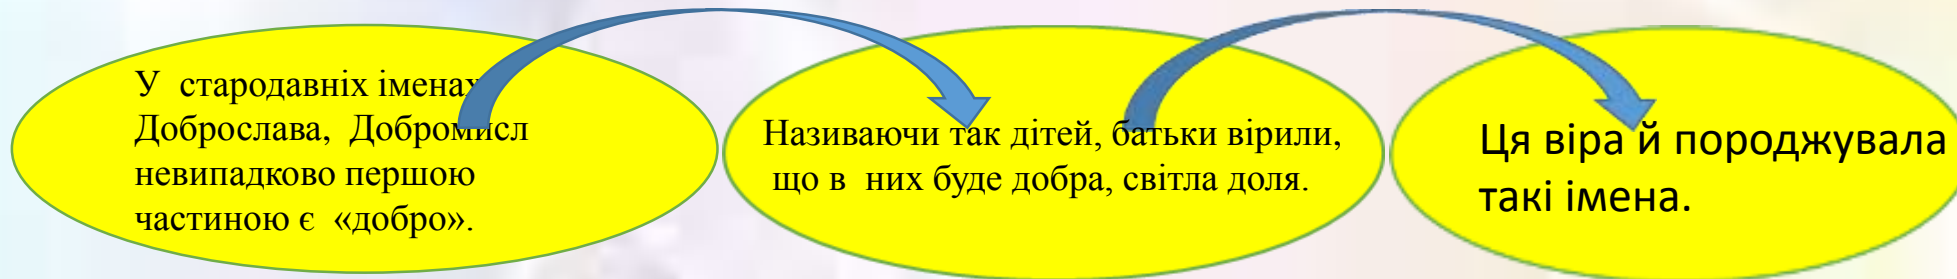 У стародавніх іменах
Доброслава, Добромисл
невипадково першою
частиною є «добро».
Називаючи так дітей, батьки вірили,
що в них буде добра, світла доля.
Ця віра й породжувала
такі імена.